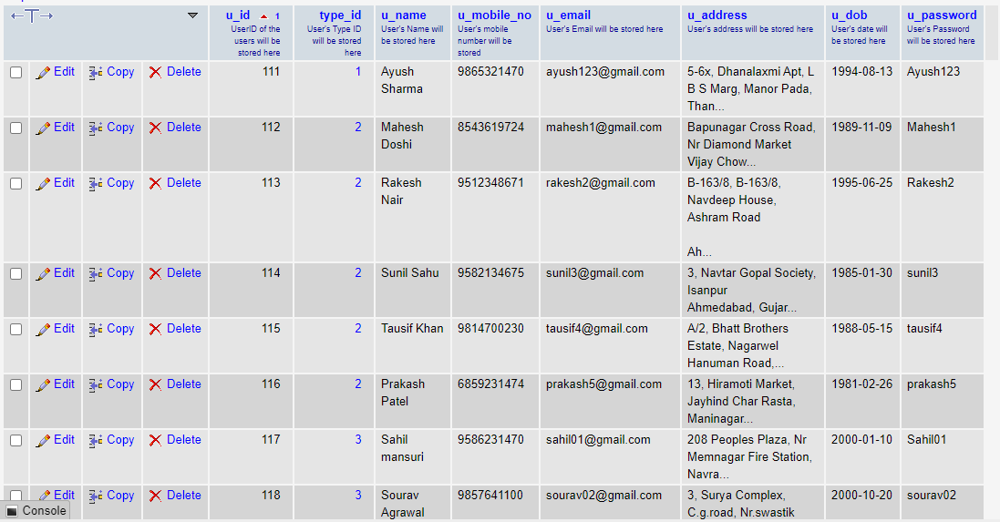 u_id 1 type_id u_name u_mobile_no u_email u_address u_dob u_password
UserID of the User's Type ID User's Name will User's mobile User's Email will be stored here User's address will be stored here User's date will User's Password
users will be will be stored be stored here number will be be stored here will be stored here
stored here here stored
Edit Copy Delete 111 1 Ayush 9865321470 ayush123@gmail.com 5-6x, Dhanalaxmi Apt, L 1994-08-13 Ayush123
Sharma B S Marg, Manor Pada,
Than...
Edit Copy Delete 112 2 Mahesh 8543619724 mahesh1@gmail.com Bapunagar Cross Road, 1989-11-09 Mahesh1
Doshi Nr Diamond Market
Vijay Chow...
Edit Copy Delete 113 2 Rakesh 9512348671 rakesh2@gmail.com B-163/8, B-163/8, 1995-06-25 Rakesh2
Nair Navdeep House,
Ashram Road
Ah...
Edit Copy Delete 114 2 Sunil Sahu 9582134675 sunil3@gmail.com 3, Navtar Gopal Society, 1985-01-30 sunil3
Isanpur
Ahmedabad, Gujar...
Edit Copy Delete 115 2 Tausif Khan 9814700230 tausif4@gmail.com A/2, Bhatt Brothers 1988-05-15 tausif4
Estate, Nagarwel
Hanuman Road,...
Edit Copy Delete 116 2 Prakash 6859231474 prakash5@gmail.com 13, Hiramoti Market, 1981-02-26 prakash5
Patel Jayhind Char Rasta,
Maninagar...
Edit Copy Delete 117 3 Sahil 9586231470 sahil01@gmail.com 208 Peoples Plaza, Nr 2000-01-10 Sahil01
mansuri Memnagar Fire Station,
Navra...
Edit Copy Delete 118 3 Sourav 9857641100 sourav02@gmail.com 3, Surya Complex, 2000-10-20 sourav02
Console Agrawal C.g.road, Nr.swastik